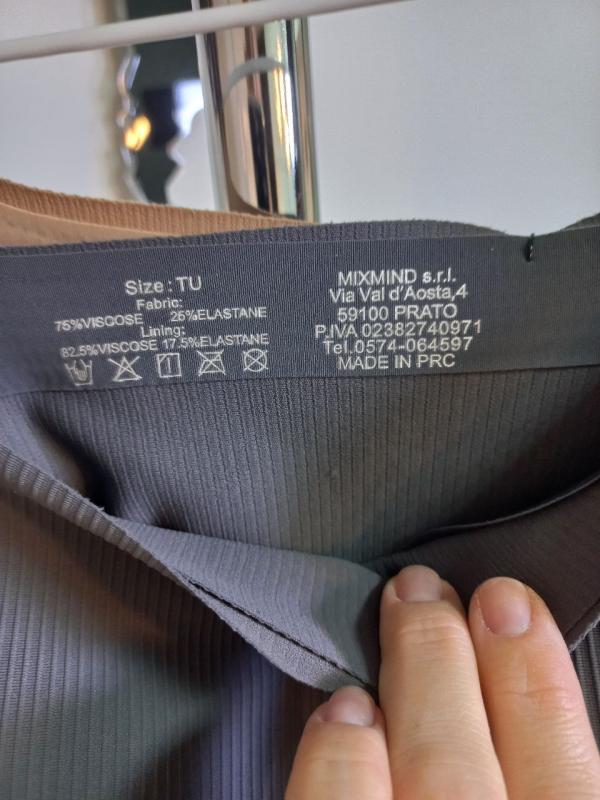 Size : TU
Fabric:
75%VISCOSE 26%ELASTANE
Lining:
82.5%VISCOSE 17.5%ELASTANE
MIXMIND s.r.l.
Via Val d'Aosta,4
59100 PRATO
P.IVA 02382740971
Tel.0574-064597
MADE IN PRC